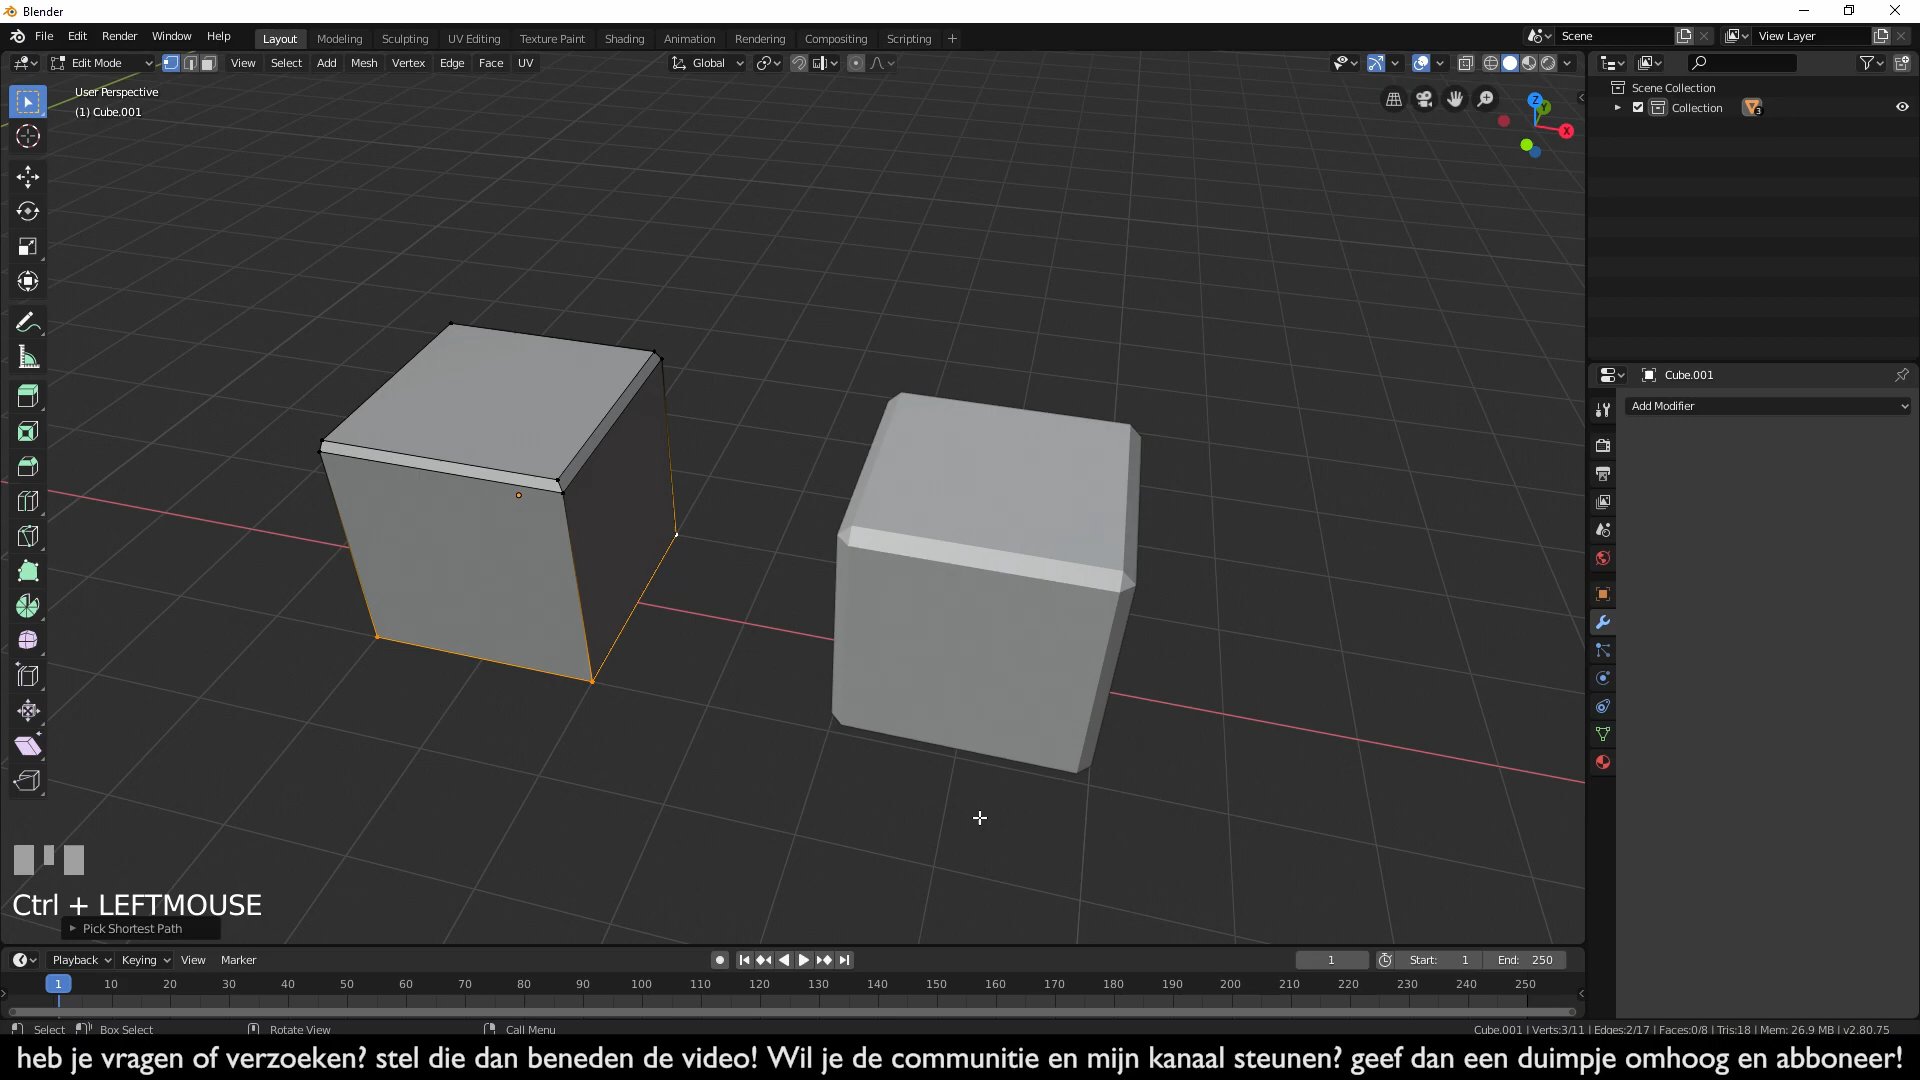 Blender
File Edit Render Window Help
Layout Modeling Sculpting UV Editing Texture Paint Shading Animation Rendering Compositing Scripting +
Scene
View Layer
Edit Mode
View Select Add Mesh Vertex Edge Face UV
Global
User Perspective
(1) Cube.001
Z
Y
X
Scene Collection
Collection
3
Cube.001
Add Modifier
Ctrl + LEFTMOUSE
Pick Shortest Path
Playback Keying View Marker
1
Start: 1
End: 250
1 10 20 30 40 50 60 70 80 90 100 110 120 130 140 150 160 170 180 190 200 210 220 230 240 250
Select Box Select Rotate View Call Menu
Cube.001 | Verts:3/11 | Edges:2/17 | Faces:0/8 | Tris:18 | Mem: 26.9 MB | v2.80.75
heb je vragen of verzoeken? stel die dan beneden de video! Wil je de communitie en mijn kanaal steunen? geef dan een duimpje omhoog en abboneer!